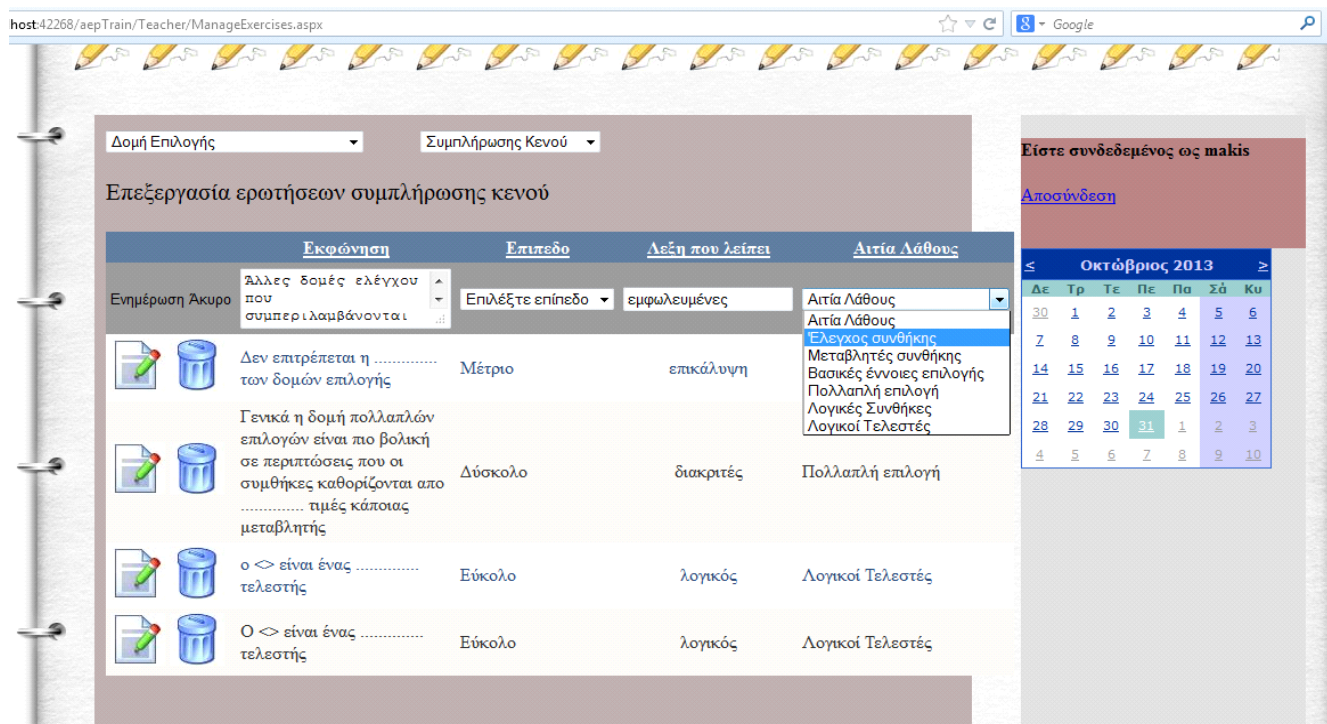 host:42268/aepTrain/Teacher/ManageExercises.aspx
Google
Δομή Επιλογής
Συμπλήρωσης Κενού
Επεξεργασία ερωτήσεων συμπλήρωσης κενού
Εκφώνηση Επιπεδο Λεξη που λείπει Αιτία Λάθους
Ενημέρωση Άκυρο
Άλλες δομές ελέγχου
που
συμπεριλαμβάνονται
Επιλέξτε επίπεδο
εμφωλευμένες
Αιτία Λάθους
Αιτία Λάθους
Έλεγχος συνθήκης
Μεταβλητές συνθήκης
Βασικές έννοιες επιλογής
Πολλαπλή επιλογή
Λογικές Συνθήκες
Λογικοί Τελεστές
Δεν επιτρέπεται η ..............
των δομών επιλογής
Μέτριο
επικάλυψη
Γενικά η δομή πολλαπλών
επιλογών είναι πιο βολική
σε περιπτώσεις που οι
συμθήκες καθορίζονται απο
.............. τιμές κάποιας
μεταβλητής
Δύσκολο
διακριτές
Πολλαπλή επιλογή
ο <> είναι ένας ..............
τελεστής
Εύκολο
λογικός
Λογικοί Τελεστές
Ο <> είναι ένας ..............
τελεστής
Εύκολο
λογικός
Λογικοί Τελεστές
Είστε συνδεδεμένος ως makis
Αποσύνδεση
< Οκτώβριος 2013 >
Δε Τρ Τε Πε Πα Σά Κυ
30 1 2 3 4 5 6
7 8 9 10 11 12 13
14 15 16 17 18 19 20
21 22 23 24 25 26 27
28 29 30 31 1 2 3
4 5 6 7 8 9 10